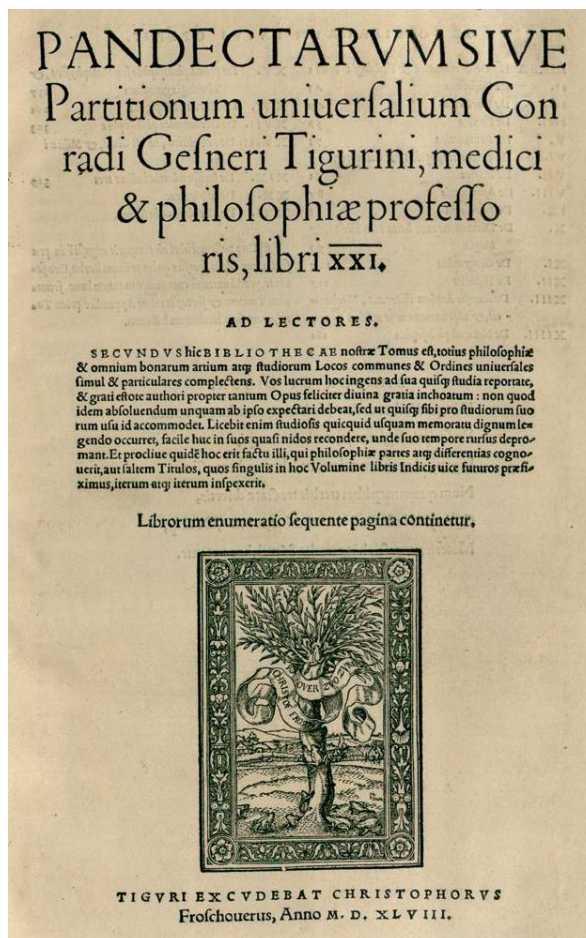 PANDECTARVM SIVE
Partitionum uniuerſalium Con
radi Geſneri Tigurini, medici
& philoſophiæ profeſſo
ris, libri XXI.
AD LECTORES.
SECVNDVS hic BIBLIOTHECAE noſtræ Tomus eſt, totius philoſophiæ
& omnium bonarum artium atq; ſtudiorum Locos communes & Ordines uniuerſales
ſimul & particulares complectens. Vos lucrum hoc ingens ad ſua quiſq; ſtudia reportate,
& grati eſtote authori propter tantum Opus feliciter diuina gratia inchoatum : non quod
idem abſoluendum unquam ab ipſo expectari debeat, ſed ut quiſq; ſibi pro ſtudiorum ſuo
rum uſu id accommodet. Licebit enim ſtudioſis quicquid uſquam memoratu dignum le⸗
gendo occurret, facile huc in ſuos quaſi nidos recondere, unde ſuo tempore rurſus depro⸗
mant. Et procliue quidẽ hoc erit factu illi, qui philoſophiæ partes atq; differentias cogno⸗
uerit, aut ſaltem Titulos, quos ſingulis in hoc Volumine libris Indicis uice futuros præfi⸗
ximus, iterum atq; iterum inſpexerit.
Librorum enumeratio ſequente pagina continetur.
CHRISTOF
TIGVRI EXCVDEBAT CHRISTOPHORVS
Froſchouerus, Anno M. D. XLVIII.